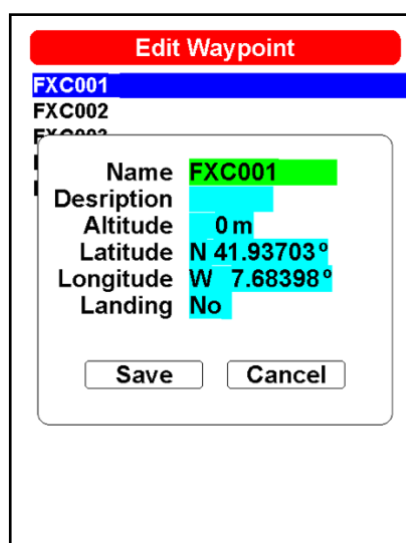 Edit Waypoint
FXC001
FXC002
Name FXC001
Desription
Altitude 0 m
Latitude N 41.93703 º
Longitude W 7.68398 º
Landing No
Save Cancel